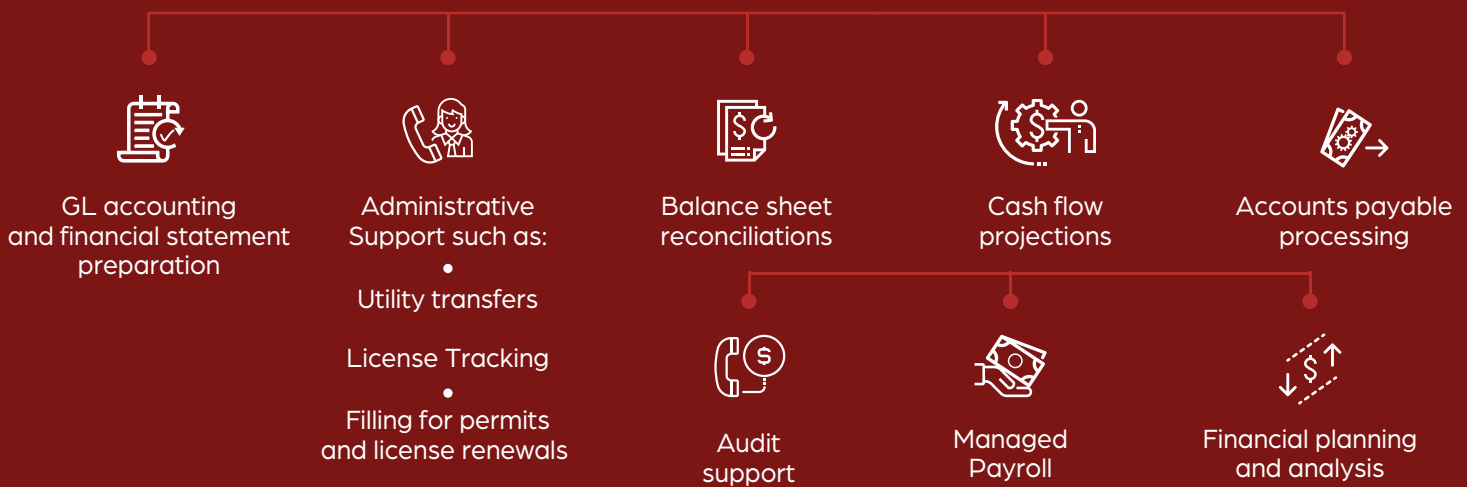 GL accounting
and financial statement
preparation
Administrative
Support such as:
•
Utility transfers
License Tracking
•
Filling for permits
and license renewals
Balance sheet
reconciliations
Cash flow
projections
Accounts payable
processing
Audit
support
Managed
Payroll
Financial planning
and analysis